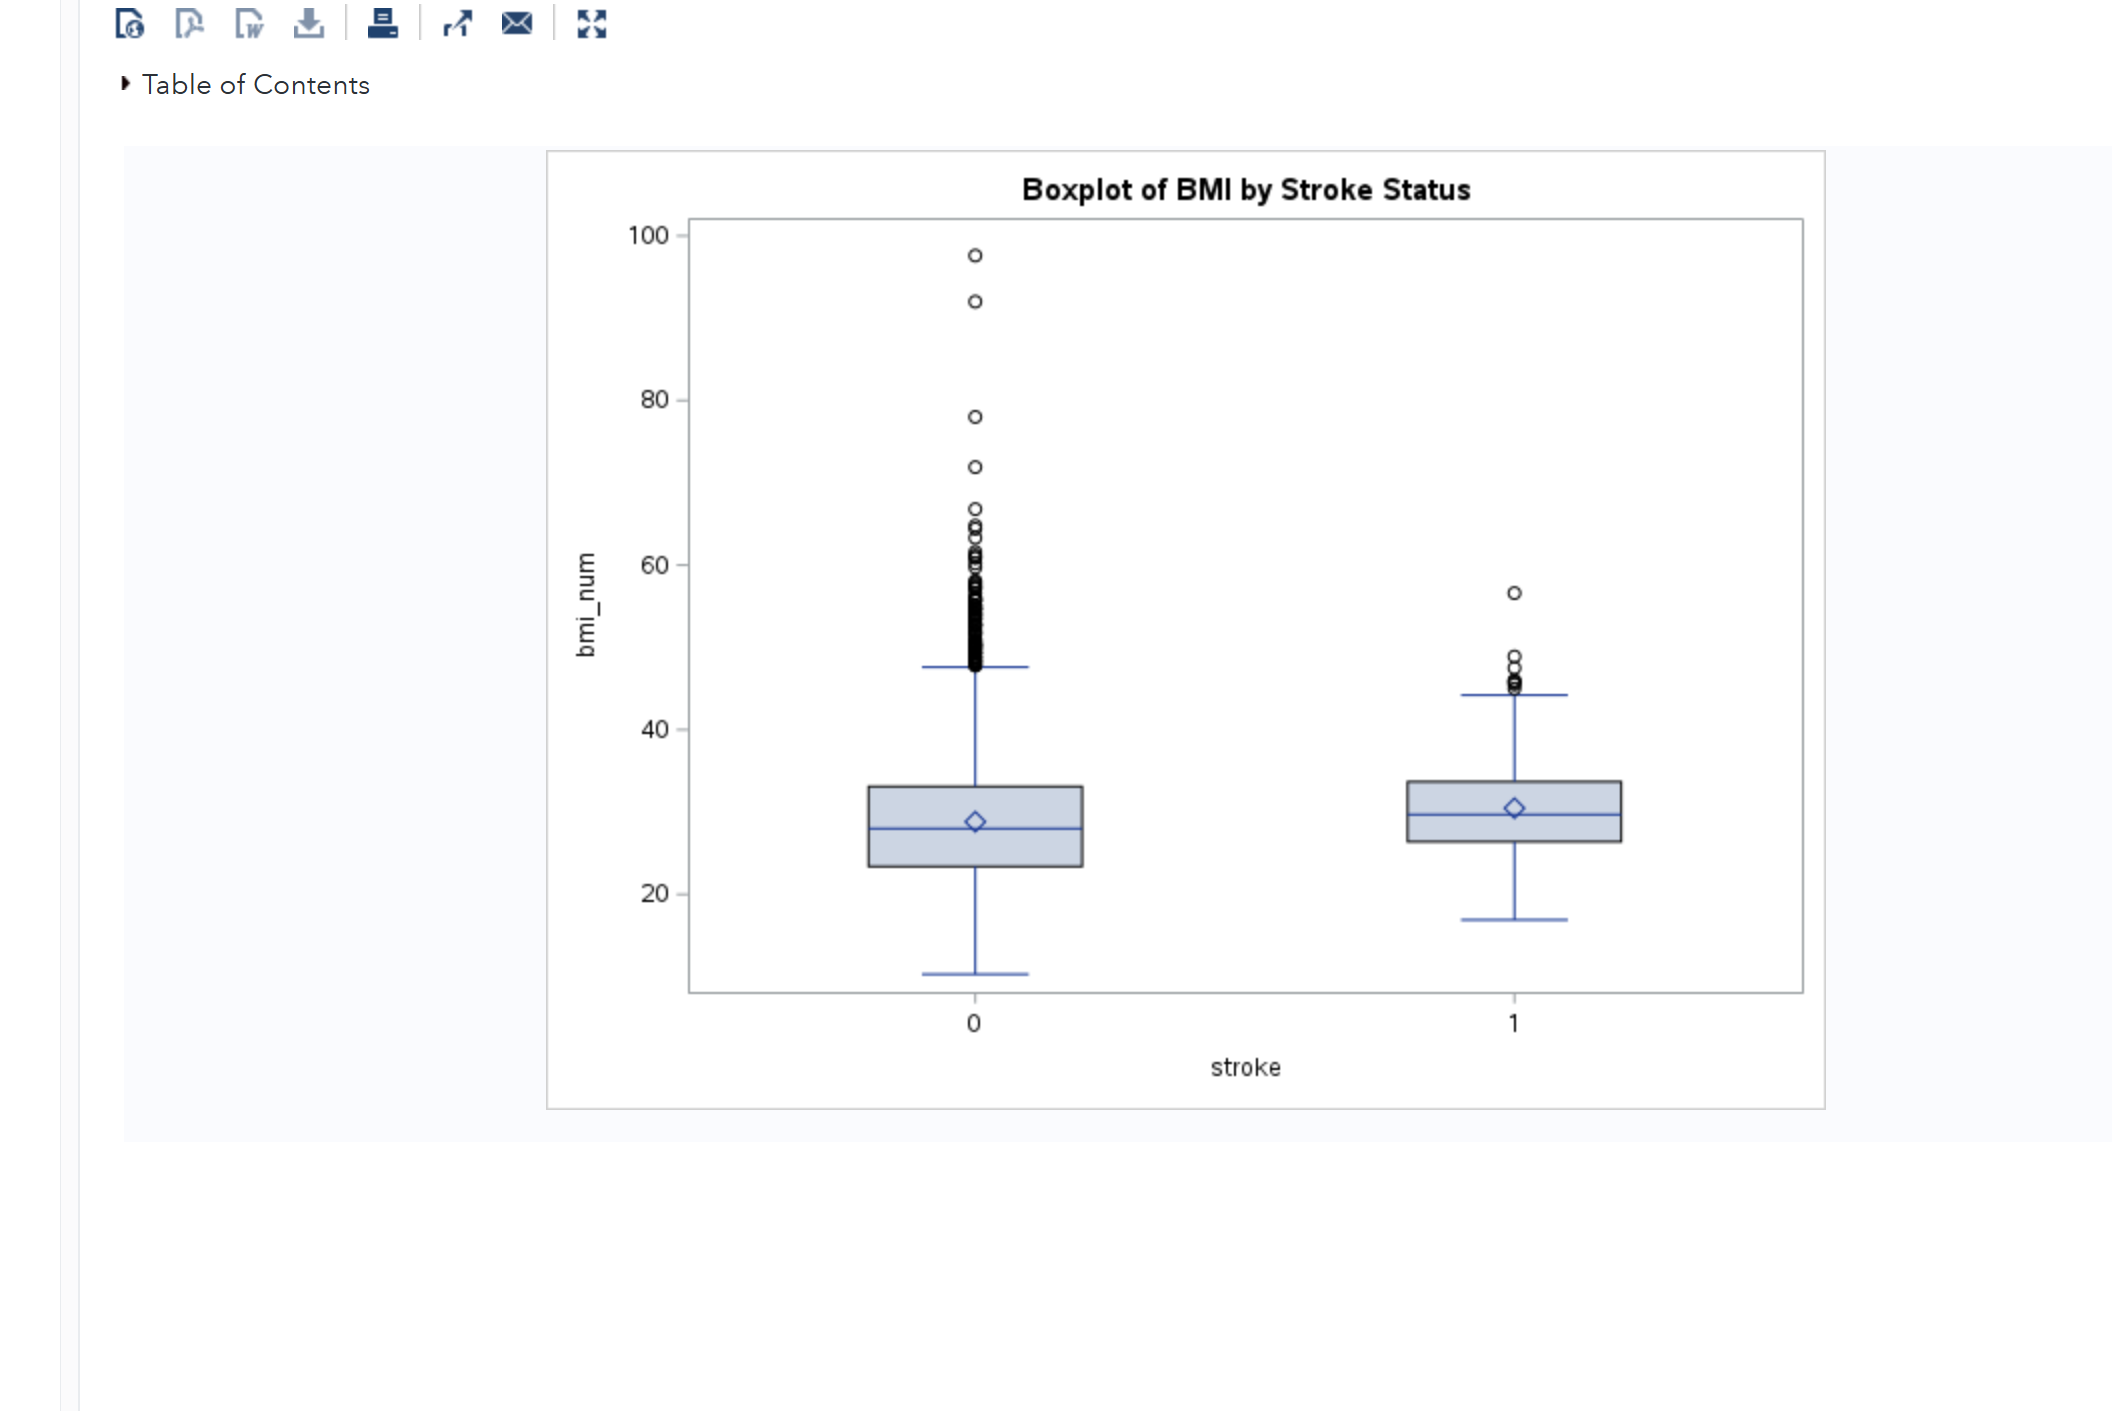 Table of Contents
Boxplot of BMI by Stroke Status
100
80
60
40
20
bmi_num
0
1
stroke